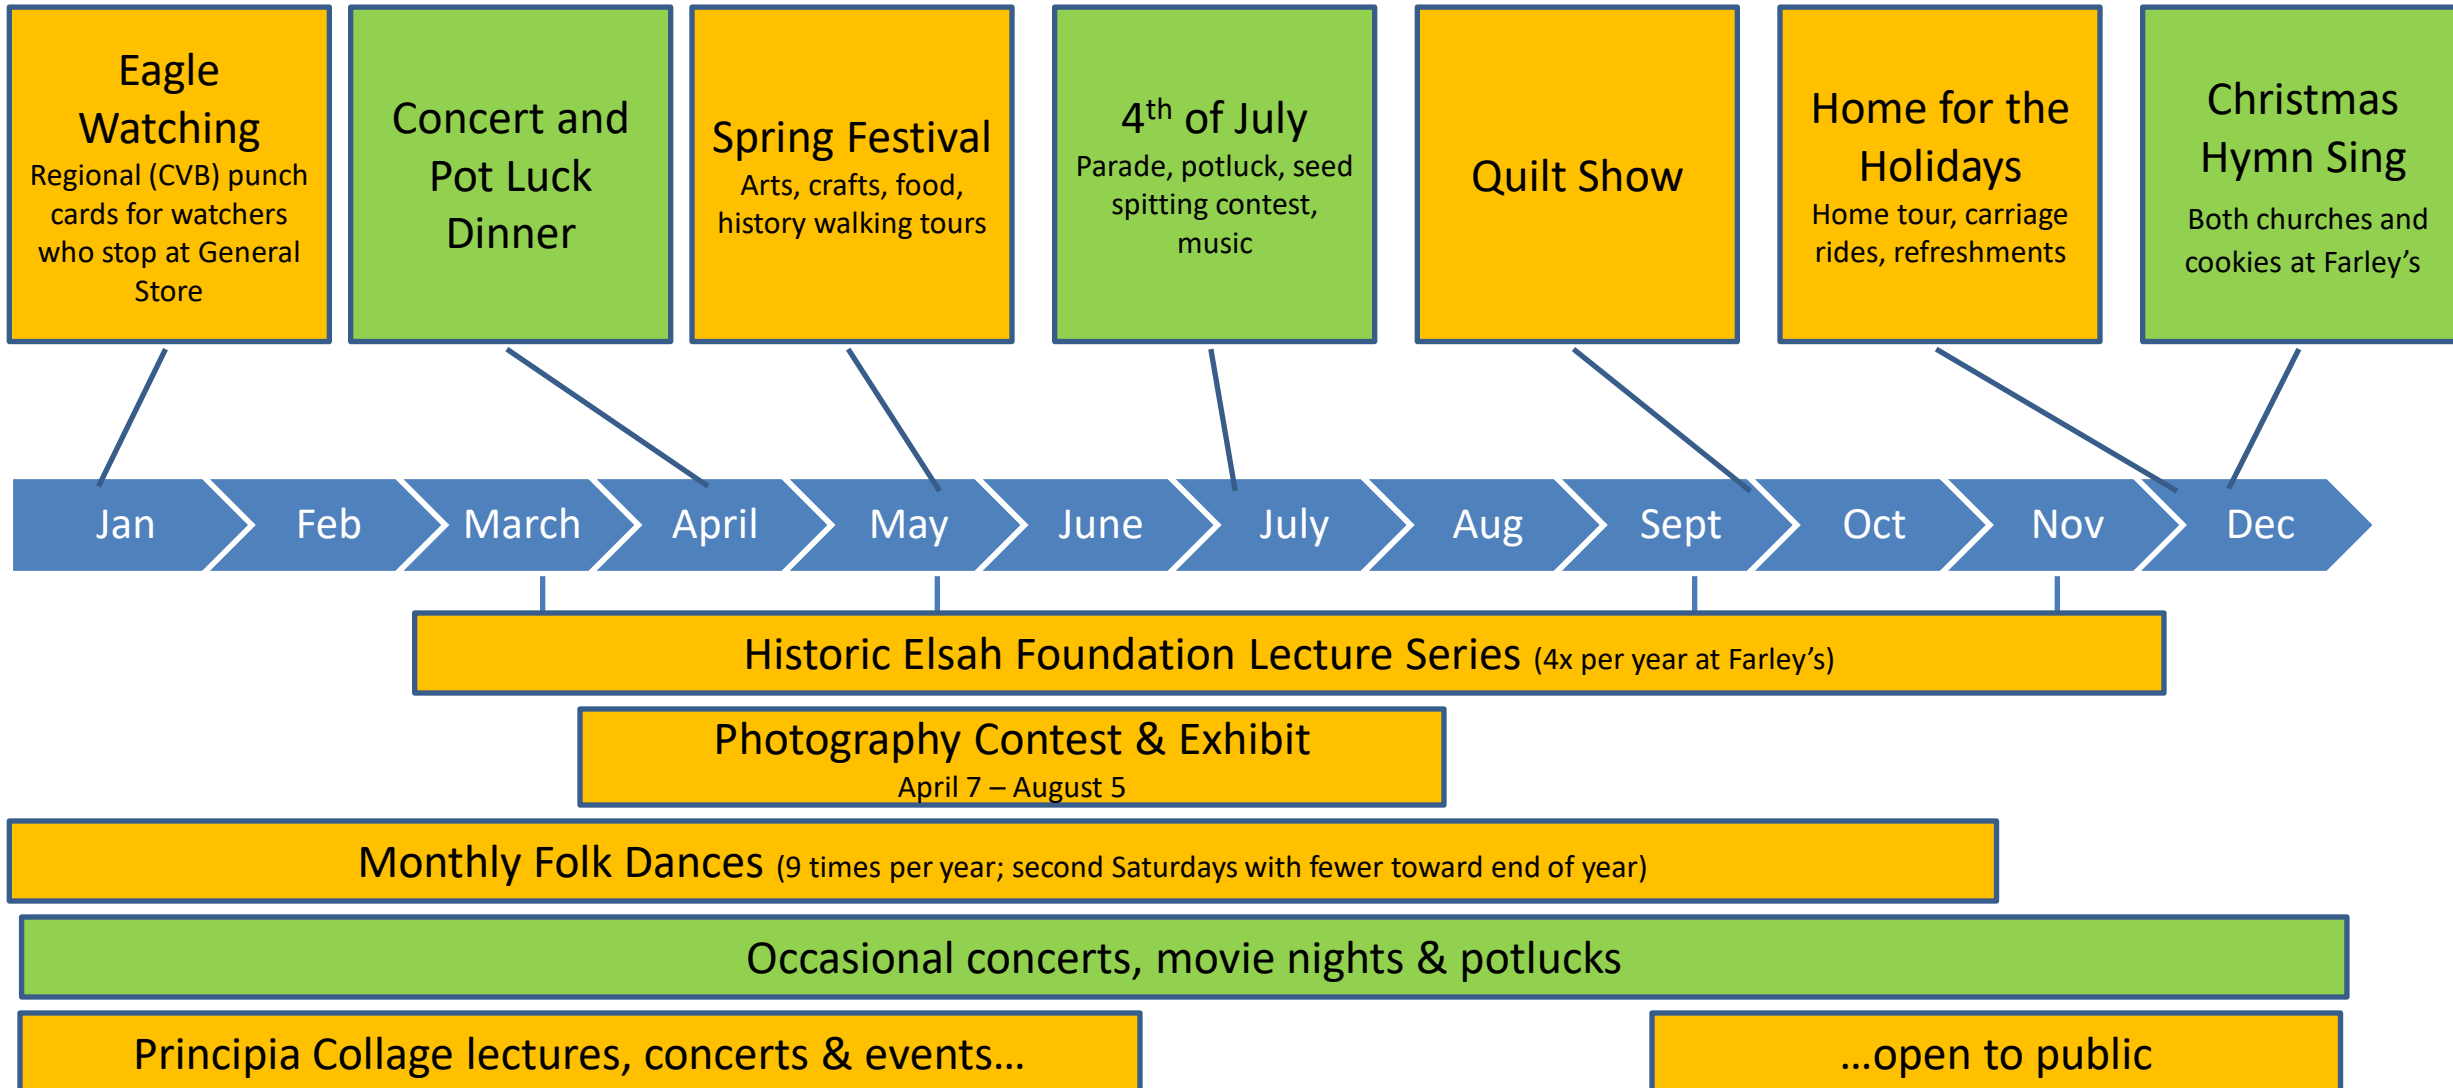 Eagle
Watching
Regional (CVB) punch
cards for watchers
who stop at General
Store
Concert and
Pot Luck
Dinner
Spring Festival
Arts, crafts, food,
history walking tours
4th of July
Parade, potluck, seed
spitting contest,
music
Quilt Show
Home for the
Holidays
Home tour, carriage
rides, refreshments
Christmas
Hymn Sing
Both churches and
cookies at Farley's
Jan Feb March April May June July Aug Sept Oct Nov Dec
Historic Elsah Foundation Lecture Series (4x per year at Farley's)
Photography Contest & Exhibit
April 7 – August 5
Monthly Folk Dances (9 times per year; second Saturdays with fewer toward end of year)
Occasional concerts, movie nights & potlucks
Principia Collage lectures, concerts & events... ...open to public